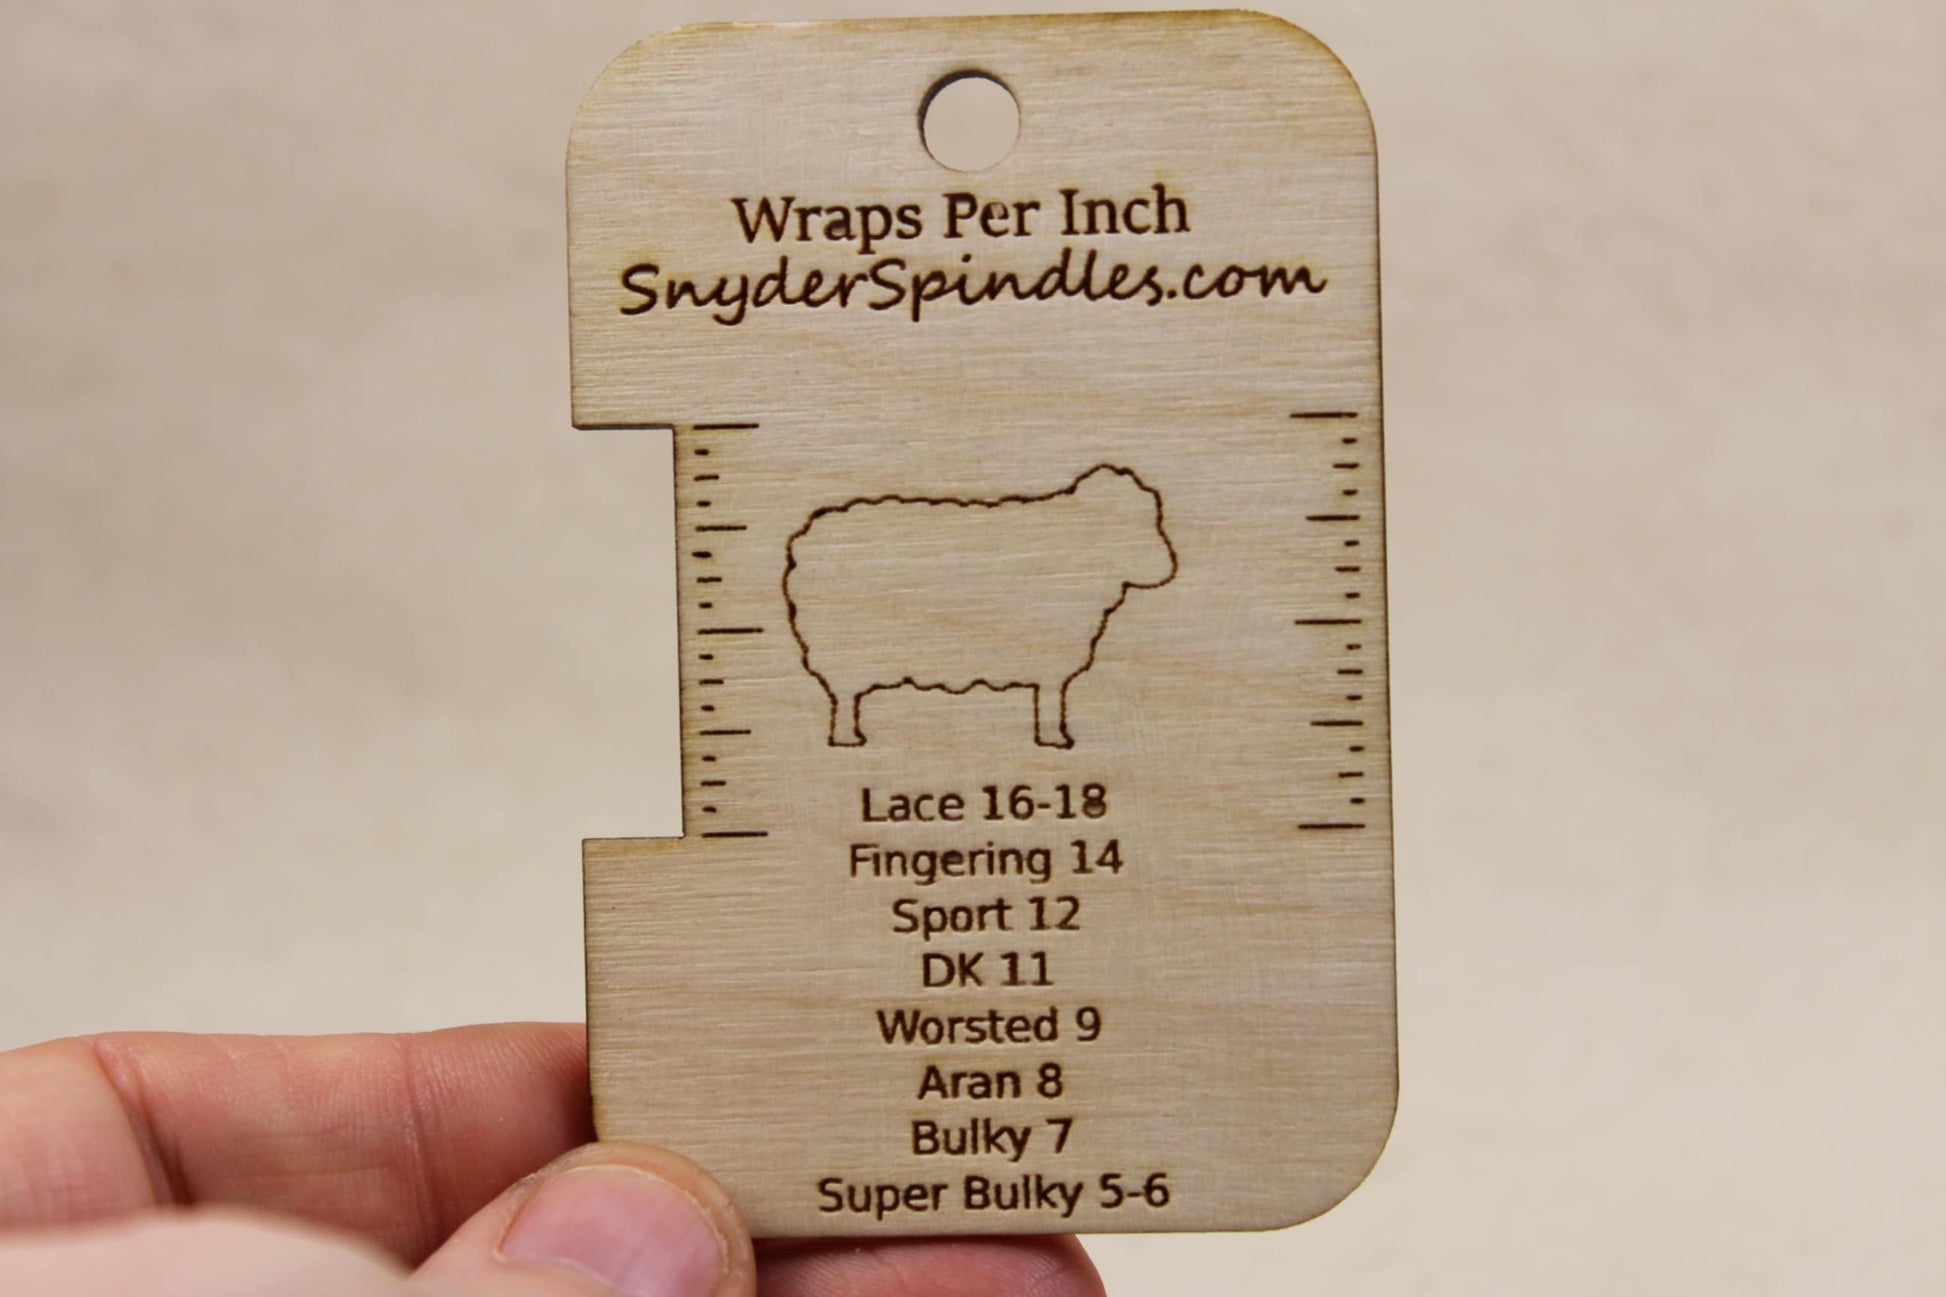 Wraps Per Inch
SnyderSpindles.com
Lace 16-18
Fingering 14
Sport 12
DK 11
Worsted 9
Aran 8
Bulky 7
Super Bulky 5-6